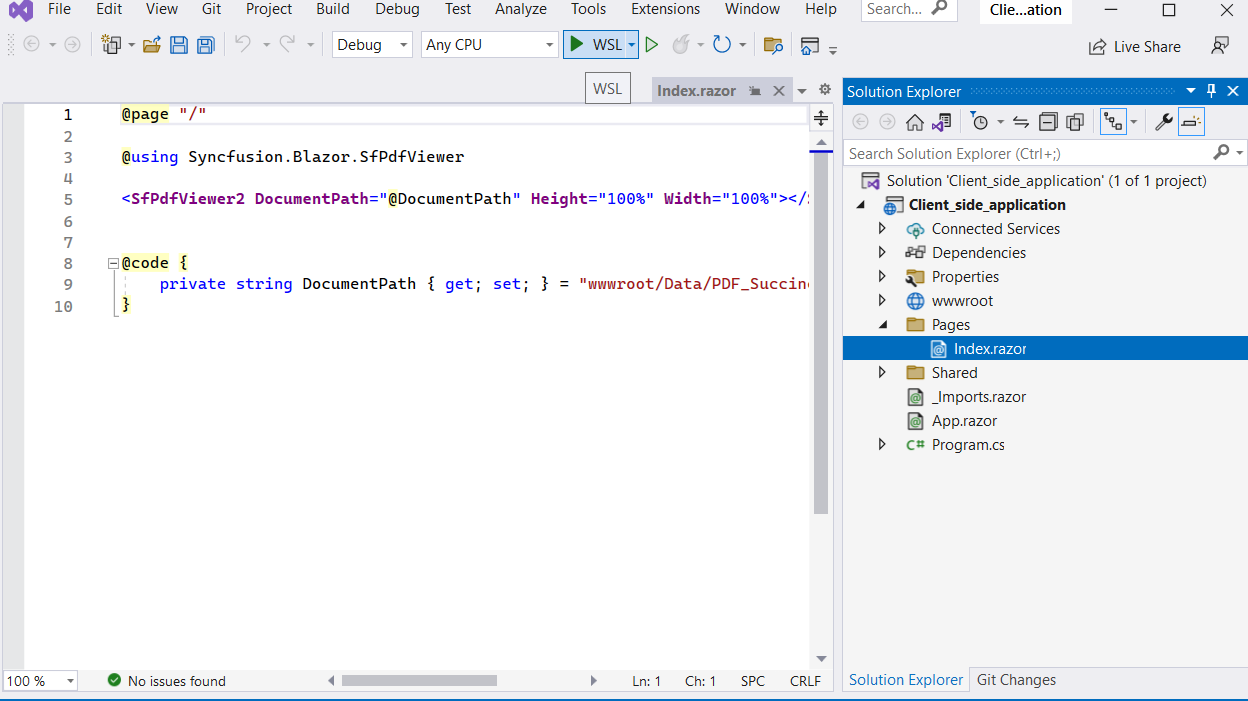 File Edit View Git Project Build Debug Test Analyze Tools Extensions Window Help Search... Clie...ation
Debug Any CPU WSL Live Share
WSL
Index.razor
1 @page "/"
2
3 @using Syncfusion.Blazor.SfPdfViewer
4
5 <SfPdfViewer2 DocumentPath="@DocumentPath" Height="100%" Width="100%"></
6
7
8 @code {
9 private string DocumentPath { get; set; } = "wwwroot/Data/PDF_Succin
10 }
100 % No issues found Ln: 1 Ch: 1 SPC CRLF
Solution Explorer
Search Solution Explorer (Ctrl+;)
Solution 'Client_side_application' (1 of 1 project)
Client_side_application
Connected Services
Dependencies
Properties
wwwroot
Pages
Index.razor
Shared
_Imports.razor
App.razor
C# Program.cs
Solution Explorer Git Changes